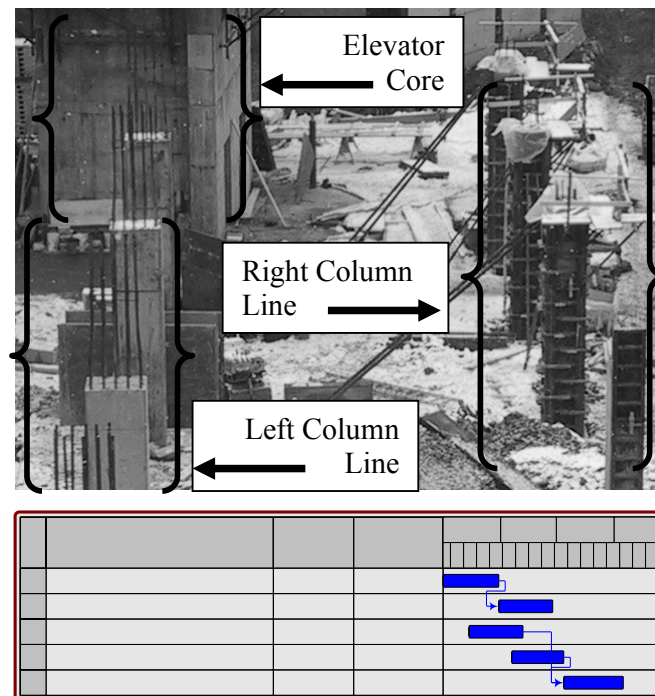 Elevator
Core
Right Column
Line
Left Column
Line